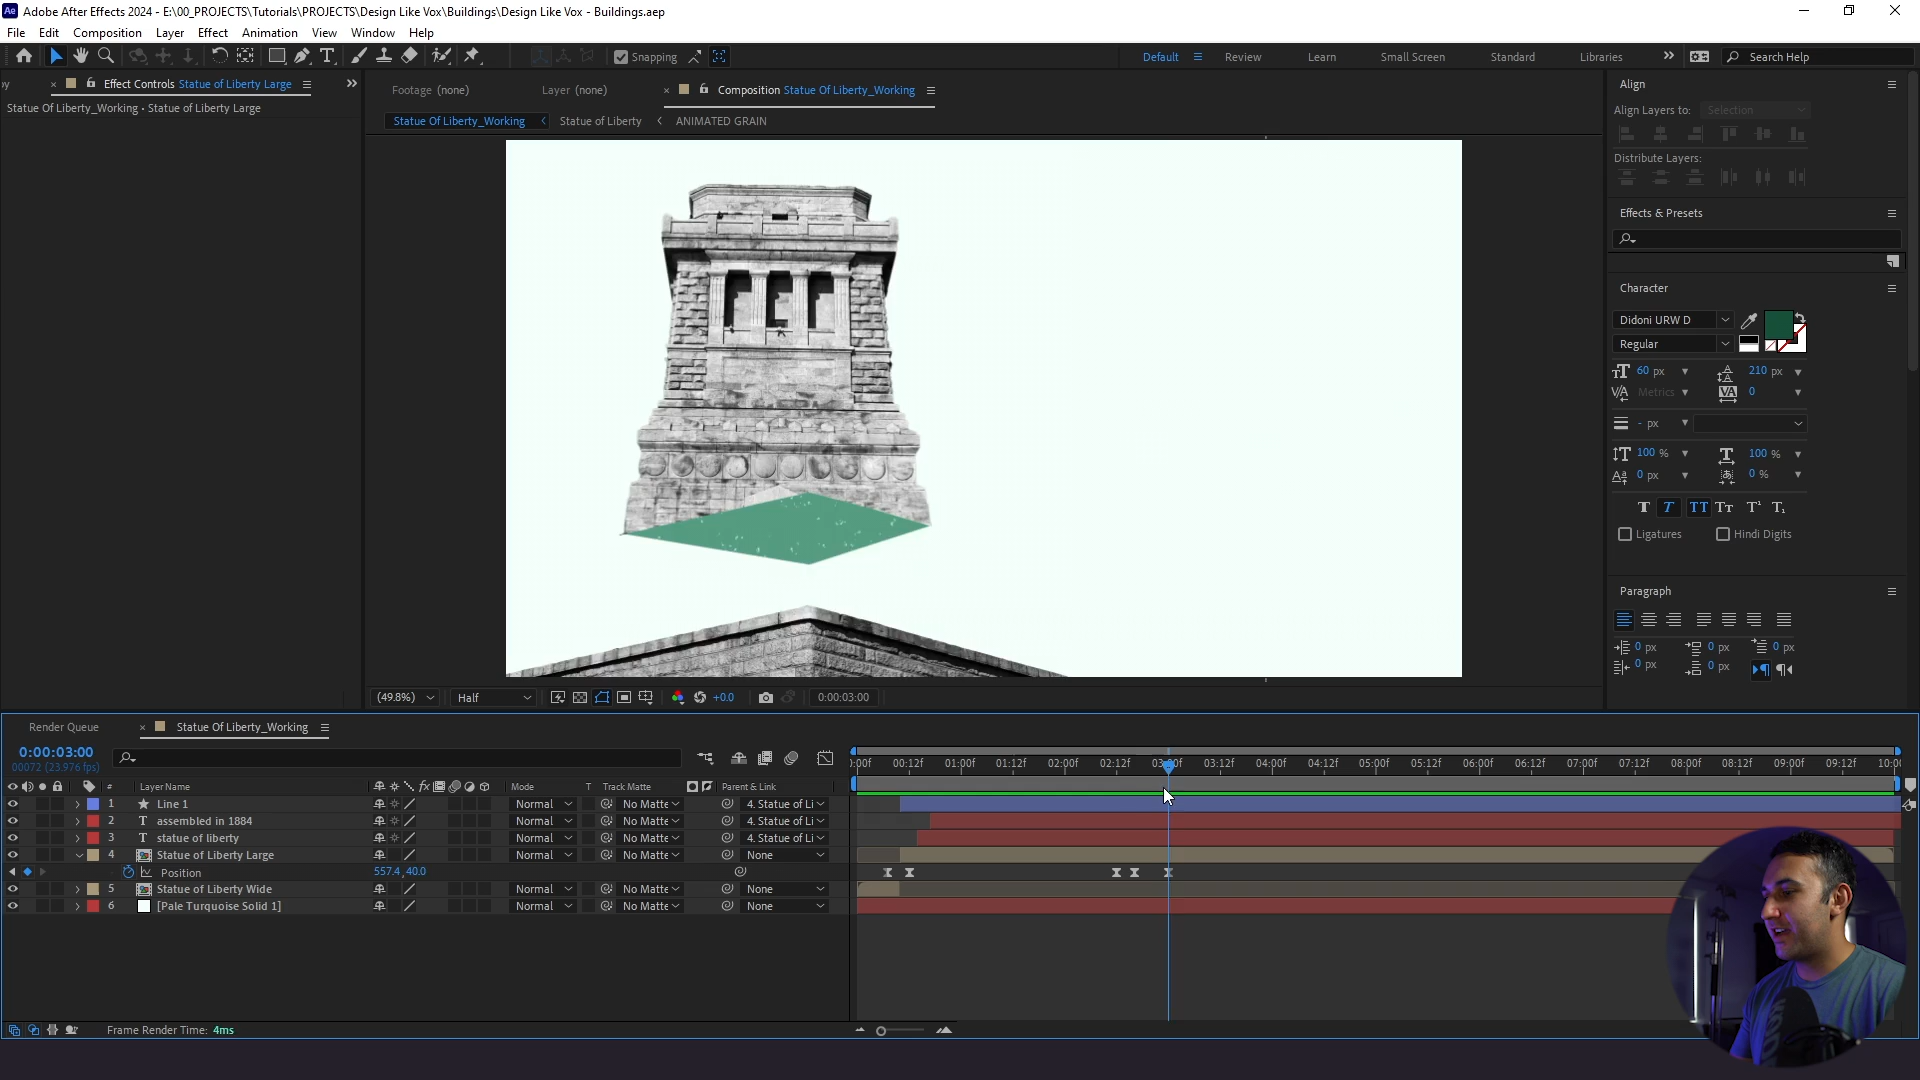 Ae Adobe After Effects 2024 - E:\00_PROJECTS\Tutorials\PROJECTS\Design Like Vox\Buildings\Design Like Vox - Buildings.aep
File Edit Composition Layer Effect Animation View Window Help
Snapping Default Review Learn Small Screen Standard Libraries Search Help
Effect Controls Statue of Liberty Large
Statue Of Liberty_Working • Statue of Liberty Large
Footage (none) Layer (none) Composition Statue Of Liberty_Working
Statue Of Liberty_Working Statue of Liberty ANIMATED GRAIN
(49.8%) Half +0.0 0:00:03:00
Align
Align Layers to: Selection
Distribute Layers:
Effects & Presets
Character
Didoni URW D
Regular
60 px 210 px
Metrics 0
- px
100 % 100 %
0 px 0 %
Ligatures Hindi Digits
Paragraph
0 px 0 px 0 px
0 px 0 px
Render Queue Statue Of Liberty_Working
0:00:03:00
00072 (23.976 fps)
00:12f 01:00f 01:12f 02:00f 02:12f 03:00f 03:12f 04:00f 04:12f 05:00f 05:12f 06:00f 06:12f 07:00f 07:12f 08:00f 08:12f 09:00f 09:12f
# Layer Name Mode T Track Matte Parent & Link
1 Line 1 Normal No Matte 4. Statue of Li
2 assembled in 1884 Normal No Matte 4. Statue of Li
3 statue of liberty Normal No Matte 4. Statue of Li
4 Statue of Liberty Large Normal No Matte None
Position 557.4, 40.0
5 Statue of Liberty Wide Normal No Matte None
6 [Pale Turquoise Solid 1] Normal No Matte None
Frame Render Time: 4ms